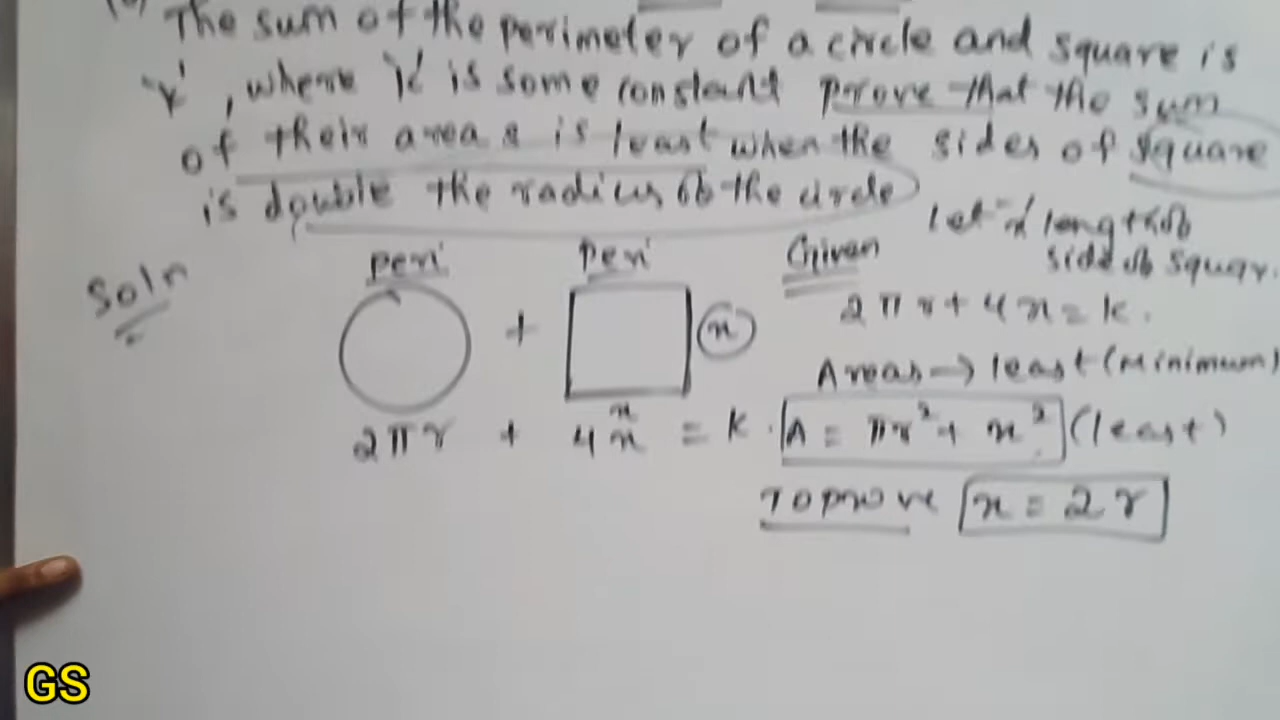 The sum of the perimeter of a circle and square is
'k', where 'k' is some constant prove that the sum
of their areas is least when the sides of square
is double the radius of the circle
Let 'x' length of
side of squar.
Soln
peri
+
peri
x
x
2πr + 4x = k.
Given
2πr + 4x = k.
Areas → least (Minimum)
A = πr² + x² (least)
To prove x = 2r
GS